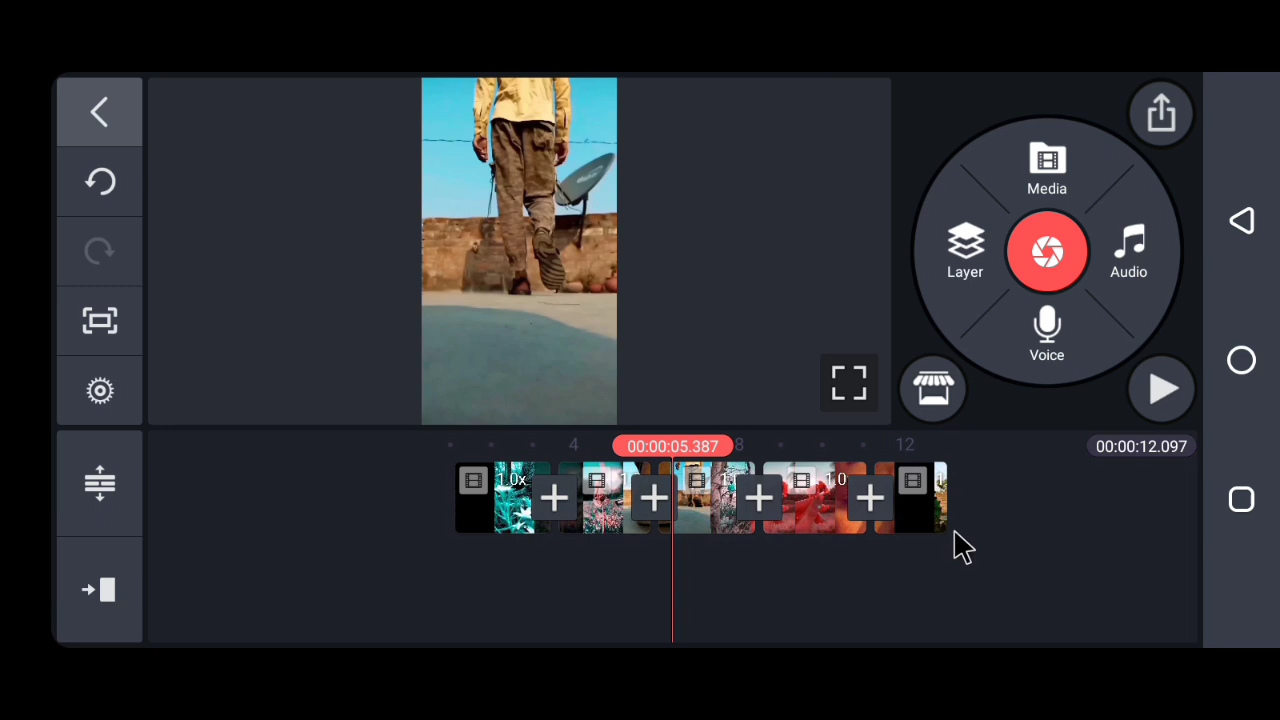 Media
Layer
Audio
Voice
4
00:00:05.387
8
12
00:00:12.097
1.0x
1
1.0